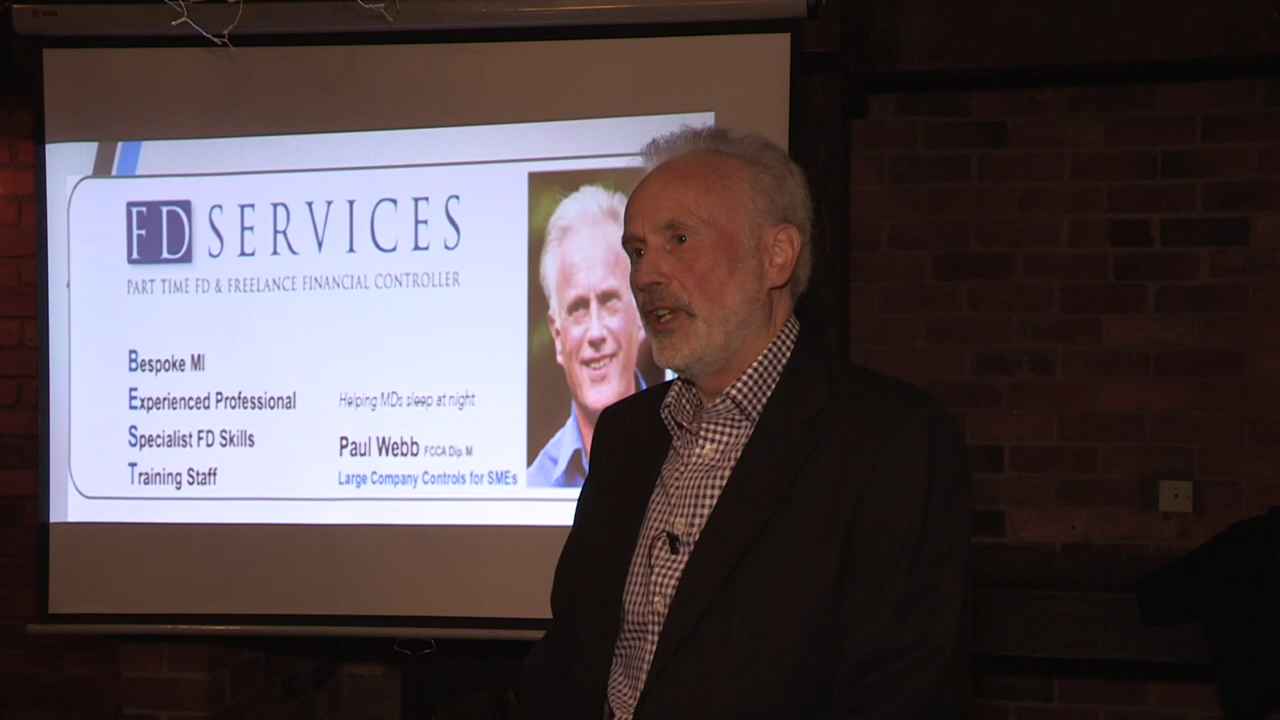 FD SERVICES
PART TIME FD & FREELANCE FINANCIAL CONTROLLER
Bespoke MI
Experienced Professional
Helping MDs sleep at night
Specialist FD Skills
Paul Webb FCCA Dip. M
Training Staff
Large Company Controls for SMEs